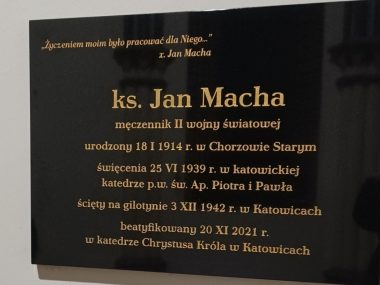 „Życzeniem moim było pracować dla Niego..."
x. Jan Macha
ks. Jan Macha
męczennik II wojny światowej
urodzony 18 I 1914 r. w Chorzowie Starym
święcenia 25 VI 1939 r. w katowickiej
katedrze p.w. św. Ap. Piotra i Pawła
ścięty na gilotynie 3 XII 1942 r. w Katowicach
beatyfikowany 20 XI 2021 r.
w katedrze Chrystusa Króla w Katowicach